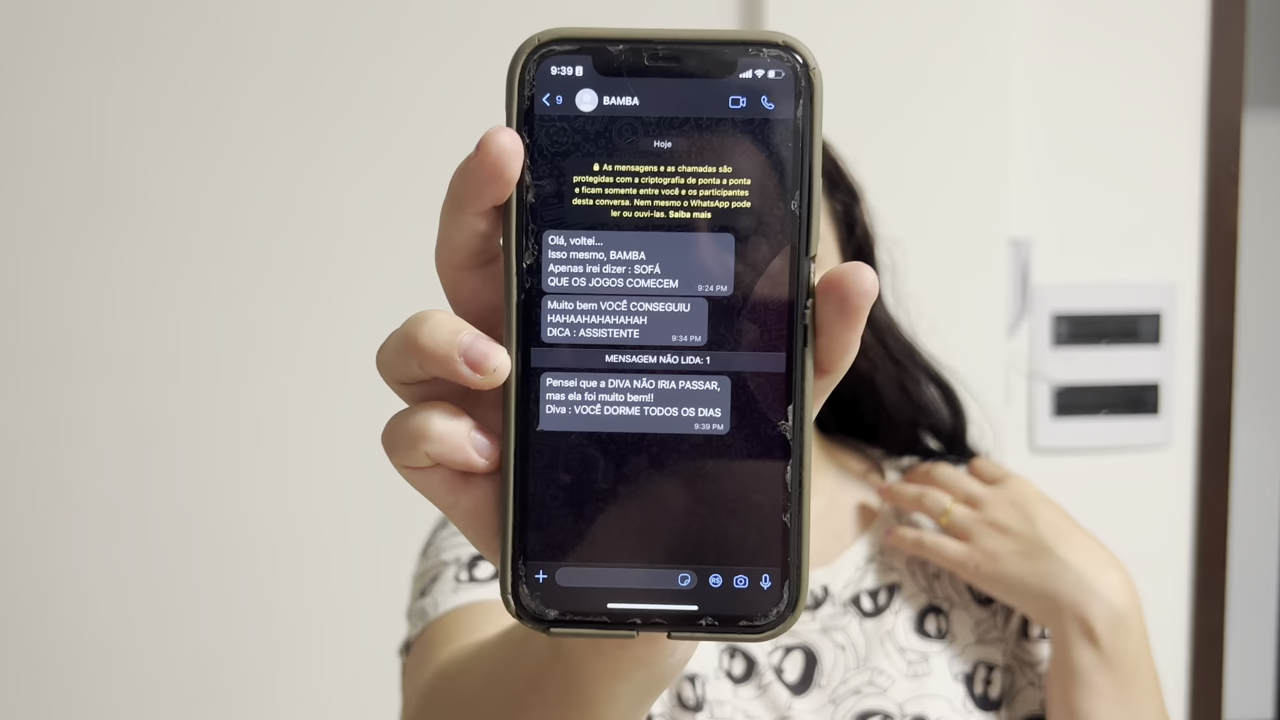 9:39
9 BAMBA
Hoje
As mensagens e as chamadas são
protegidas com a criptografia de ponta a ponta
e ficam somente entre você e os participantes
desta conversa. Nem mesmo o WhatsApp pode
ler ou ouvi-las. Saiba mais
Olá, voltei...
Isso mesmo, BAMBA
Apenas irei dizer : SOFÁ
QUE OS JOGOS COMECEM
9:24 PM
Muito bem VOCÊ CONSEGUIU
HAHAAHAHAHAHAH
DICA : ASSISTENTE
9:34 PM
MENSAGEM NÃO LIDA: 1
Pensei que a DIVA NÃO IRIA PASSAR,
mas ela foi muito bem!!
Diva : VOCÊ DORME TODOS OS DIAS
9:39 PM
R$